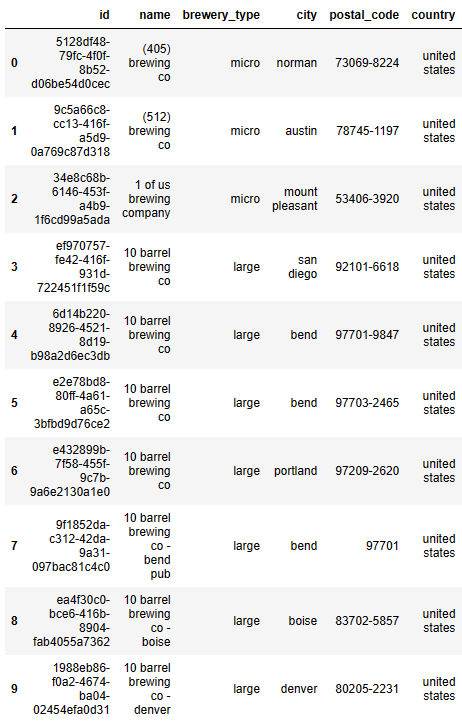 id name brewery_type city postal_code country
5128df48-
79fc-4f0f- (405)
0 8b52- brewing micro norman 73069-8224 united
d06be54d0cec co states
9c5a66c8-
cc13-416f- (512)
1 a5d9- brewing micro austin 78745-1197 united
0a769c87d318 co states
34e8c68b-
6146-453f- 1 of us
2 a4b9- brewing micro mount 53406-3920 united
1f6cd99a5ada company pleasant states
ef970757-
fe42-416f- 10 barrel
3 931d- brewing large san 92101-6618 united
722451f1f59c co diego states
6d14b220-
8926-4521- 10 barrel
4 8d19- brewing large bend 97701-9847 united
b98a2d6ec3db co states
e2e78bd8-
80ff-4a61- 10 barrel
5 a65c- brewing large bend 97703-2465 united
3bfbd9d76ce2 co states
e432899b-
7f58-455f- 10 barrel
6 9c7b- brewing large portland 97209-2620 united
9a6e2130a1e0 co states
10 barrel
9f1852da- brewing
7 c312-42da- co - large bend 97701 united
9a31- bend states
097bac81c4c0 pub
ea4f30c0- 10 barrel
bce6-416b- brewing
8 8904- co - large boise 83702-5857 united
fab4055a7362 boise states
1988eb86- 10 barrel
f0a2-4674- brewing
9 ba04- co - large denver 80205-2231 united
02454efa0d31 denver states